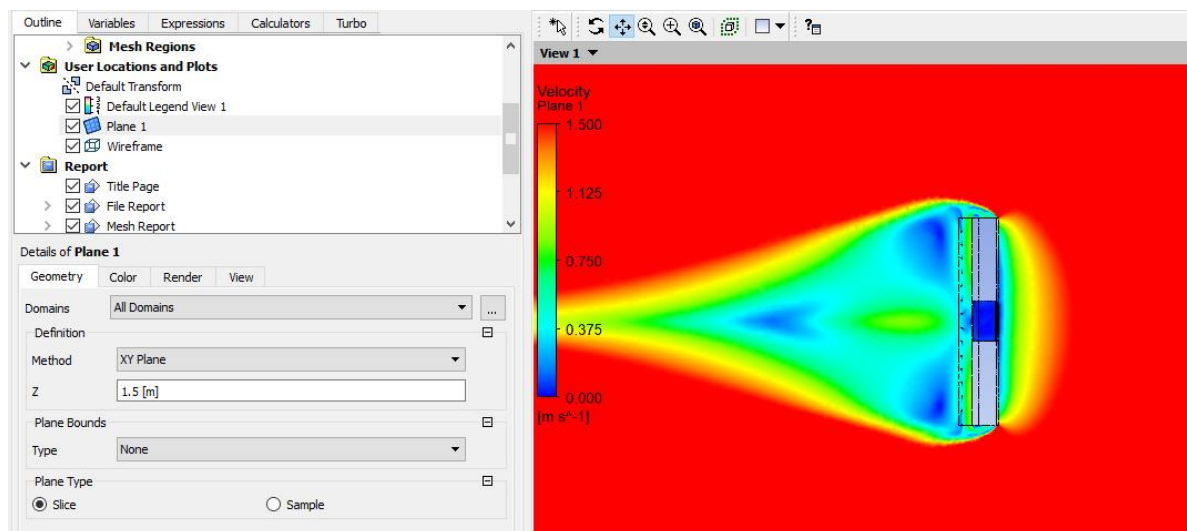 Outline Variables Expressions Calculators Turbo
Mesh Regions
User Locations and Plots
Default Transform
Default Legend View 1
Plane 1
Wireframe
Report
Title Page
File Report
Mesh Report
Details of Plane 1
Geometry Color Render View
Domains All Domains ...
Definition
Method XY Plane
Z 1.5 [m]
Plane Bounds
Type None
Plane Type
Slice Sample
View 1
Velocity
Plane 1
1.500
1.125
0.750
0.375
0.000
[m s^-1]